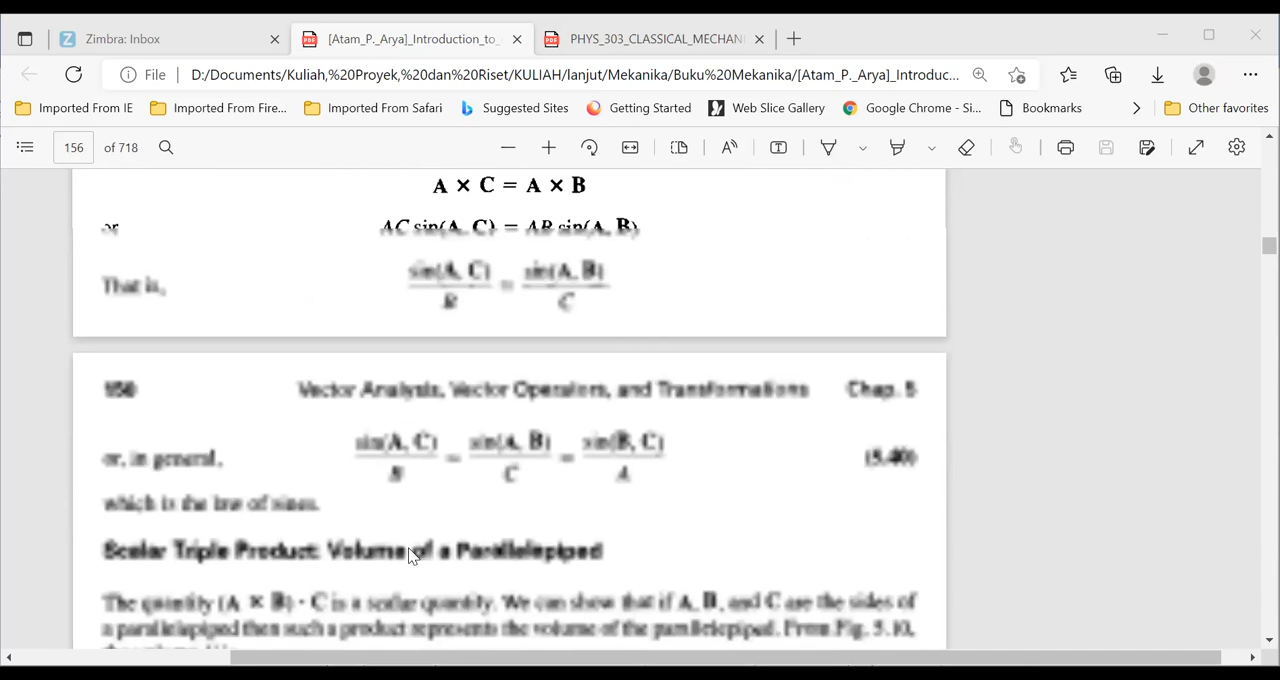 Zimbra: Inbox
[Atam_P._Arya]_Introduction_to_
PHYS_303_CLASSICAL_MECHANI
File
D:/Documents/Kuliah,%20Proyek,%20dan%20Riset/KULIAH/lanjut/Mekanika/Buku%20Mekanika/[Atam_P._Arya]_Introduc...
Imported From IE
Imported From Fire...
Imported From Safari
Suggested Sites
Getting Started
Web Slice Gallery
Google Chrome - Si...
Bookmarks
Other favorites
156 of 718
A × C = A × B
or AC sin(A, C) = AB sin(A, B)
That is, sin(A, C)/B = sin(A, B)/C
150 Vector Analysis, Vector Operators, and Transformations Chap. 5
or, in general, sin(A, C)/B = sin(A, B)/C = sin(B, C)/A (5.40)
which is the law of sines.
Scalar Triple Product: Volume of a Parallelepiped
The quantity (A × B) · C is a scalar quantity. We can show that if A, B, and C are the sides of
a parallelepiped then such a product represents the volume of the parallelepiped. From Fig. 5.10,